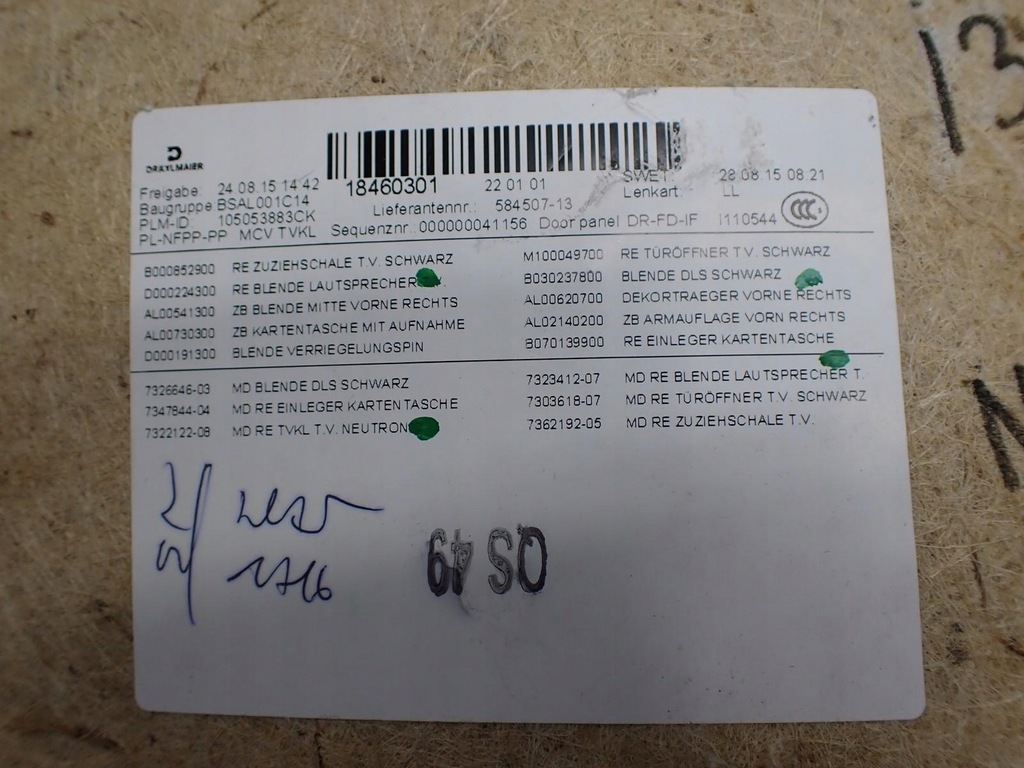 13
DRÄXLMAIER
Freigabe: 24.08.15 14:42 18460301 22 01 01 SWET: 28.08.15 08:21
Baugruppe BSAL001C14 Lieferantennr.: 584507-13 Lenkart: LL
PLM-ID 105053883CK
PL-NFPP-PP MCV TVKL Sequenznr.:000000041156 Doorpanel DR-FD-IF I110544 CCC
B000852900 RE ZUZIEHSCHALE T.V. SCHWARZ M100049700 RE TÜRÖFFNER T.V. SCHWARZ
D000224300 RE BLENDE LAUTSPRECHER B030237800 BLENDE DLS SCHWARZ
AL00541300 ZB BLENDE MITTE VORNE RECHTS AL00620700 DEKORTRAEGER VORNE RECHTS
AL00730300 ZB KARTENTASCHE MIT AUFNAHME AL02140200 ZB ARMAUFLAGE VORN RECHTS
D000191300 BLENDE VERRIEGELUNGSPIN B070139900 RE EINLEGER KARTENTASCHE
7326646-03 MD BLENDE DLS SCHWARZ 7323412-07 MD RE BLENDE LAUTSPRECHER T.
7347844-04 MD RE EINLEGER KARTENTASCHE 7303618-07 MD RE TÜRÖFFNER T.V. SCHWARZ
7322122-08 MD RE TVKL T.V. NEUTRON 7362192-05 MD RE ZUZIEHSCHALE T.V.
N
QS 49